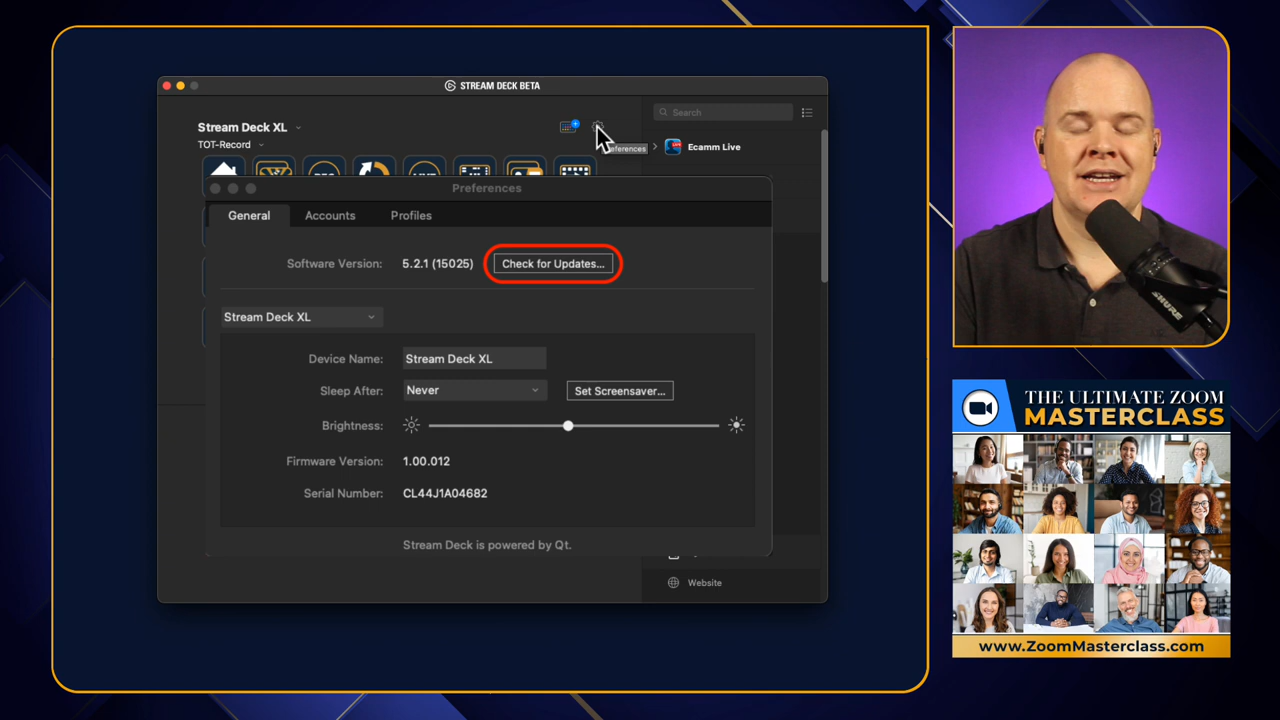 STREAM DECK BETA
Stream Deck XL
TOT-Record
Search
Ecamm Live
Preferences
General Accounts Profiles
Software Version: 5.2.1 (15025) Check for Updates...
Stream Deck XL
Device Name: Stream Deck XL
Sleep After: Never Set Screensaver...
Brightness:
Firmware Version: 1.00.012
Serial Number: CL44J1A04682
Stream Deck is powered by Qt.
Website
SHURE
THE ULTIMATE ZOOM
MASTERCLASS
www.ZoomMasterclass.com